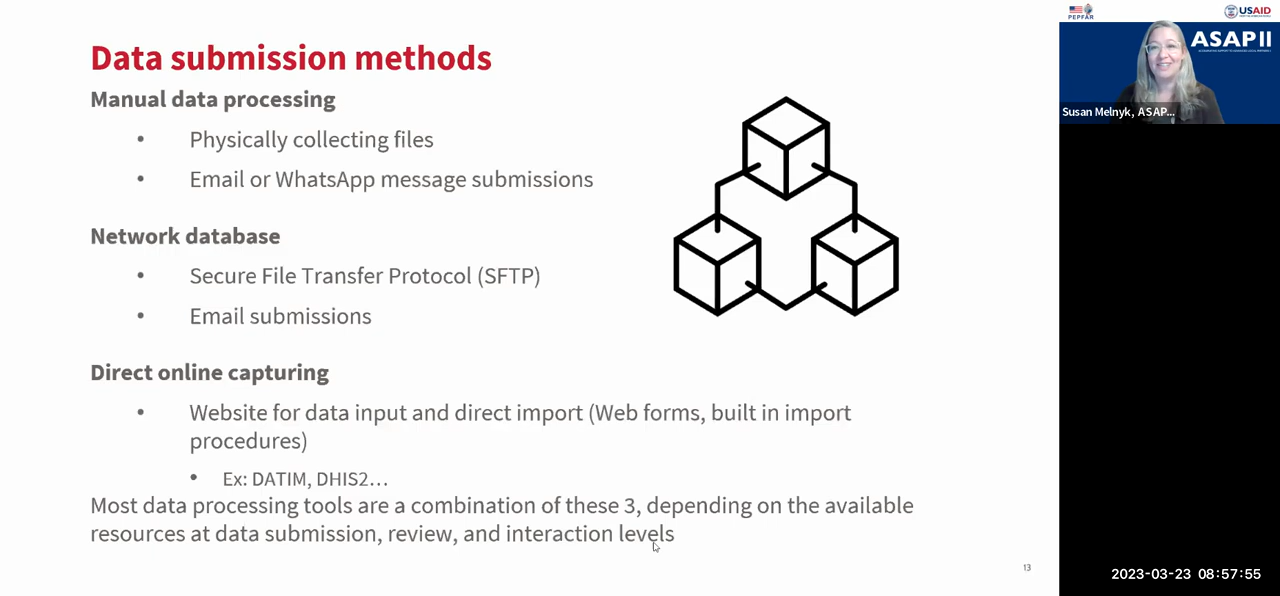 Data submission methods
Manual data processing
• Physically collecting files
• Email or WhatsApp message submissions
Network database
• Secure File Transfer Protocol (SFTP)
• Email submissions
Direct online capturing
• Website for data input and direct import (Web forms, built in import
procedures)
• Ex: DATIM, DHIS2…
Most data processing tools are a combination of these 3, depending on the available
resources at data submission, review, and interaction levels
13
PEPFAR
USAID
ASAP II
Susan Melnyk, ASAP...
2023-03-23 08:57:55